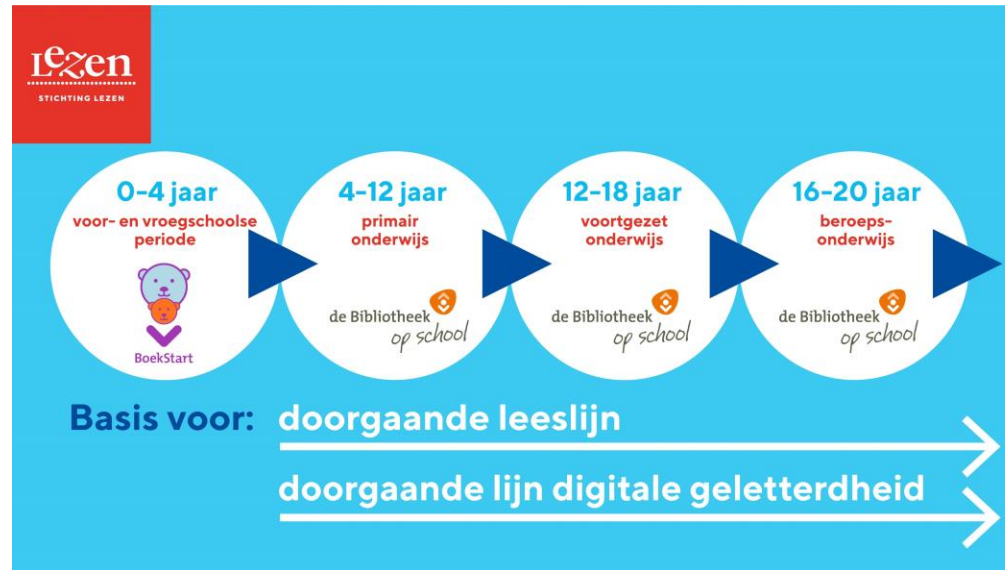 Lezen
STICHTING LEZEN
0-4 jaar
voor- en vroegschoolse
periode
BoekStart
4-12 jaar
primair
onderwijs
de Bibliotheek
op school
12-18 jaar
voortgezet
onderwijs
de Bibliotheek
op school
16-20 jaar
beroeps-
onderwijs
de Bibliotheek
op school
Basis voor: doorgaande leeslijn
doorgaande lijn digitale geletterdheid